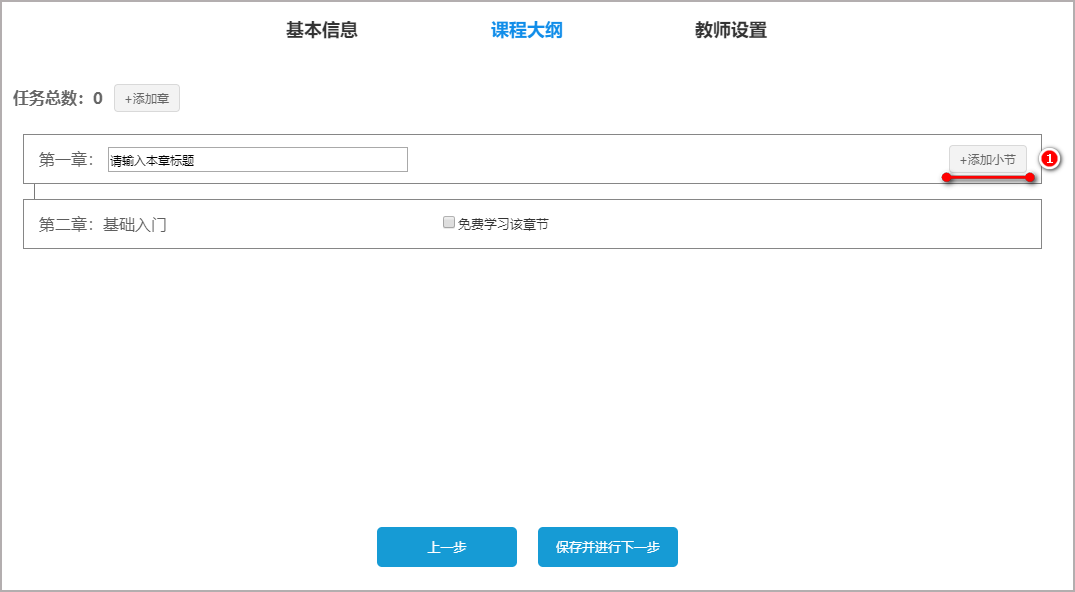 基本信息 课程大纲 教师设置
任务总数：0 +添加章
第一章： 请输入本章标题 +添加小节 1
第二章：基础入门 免费学习该章节
上一步 保存并进行下一步